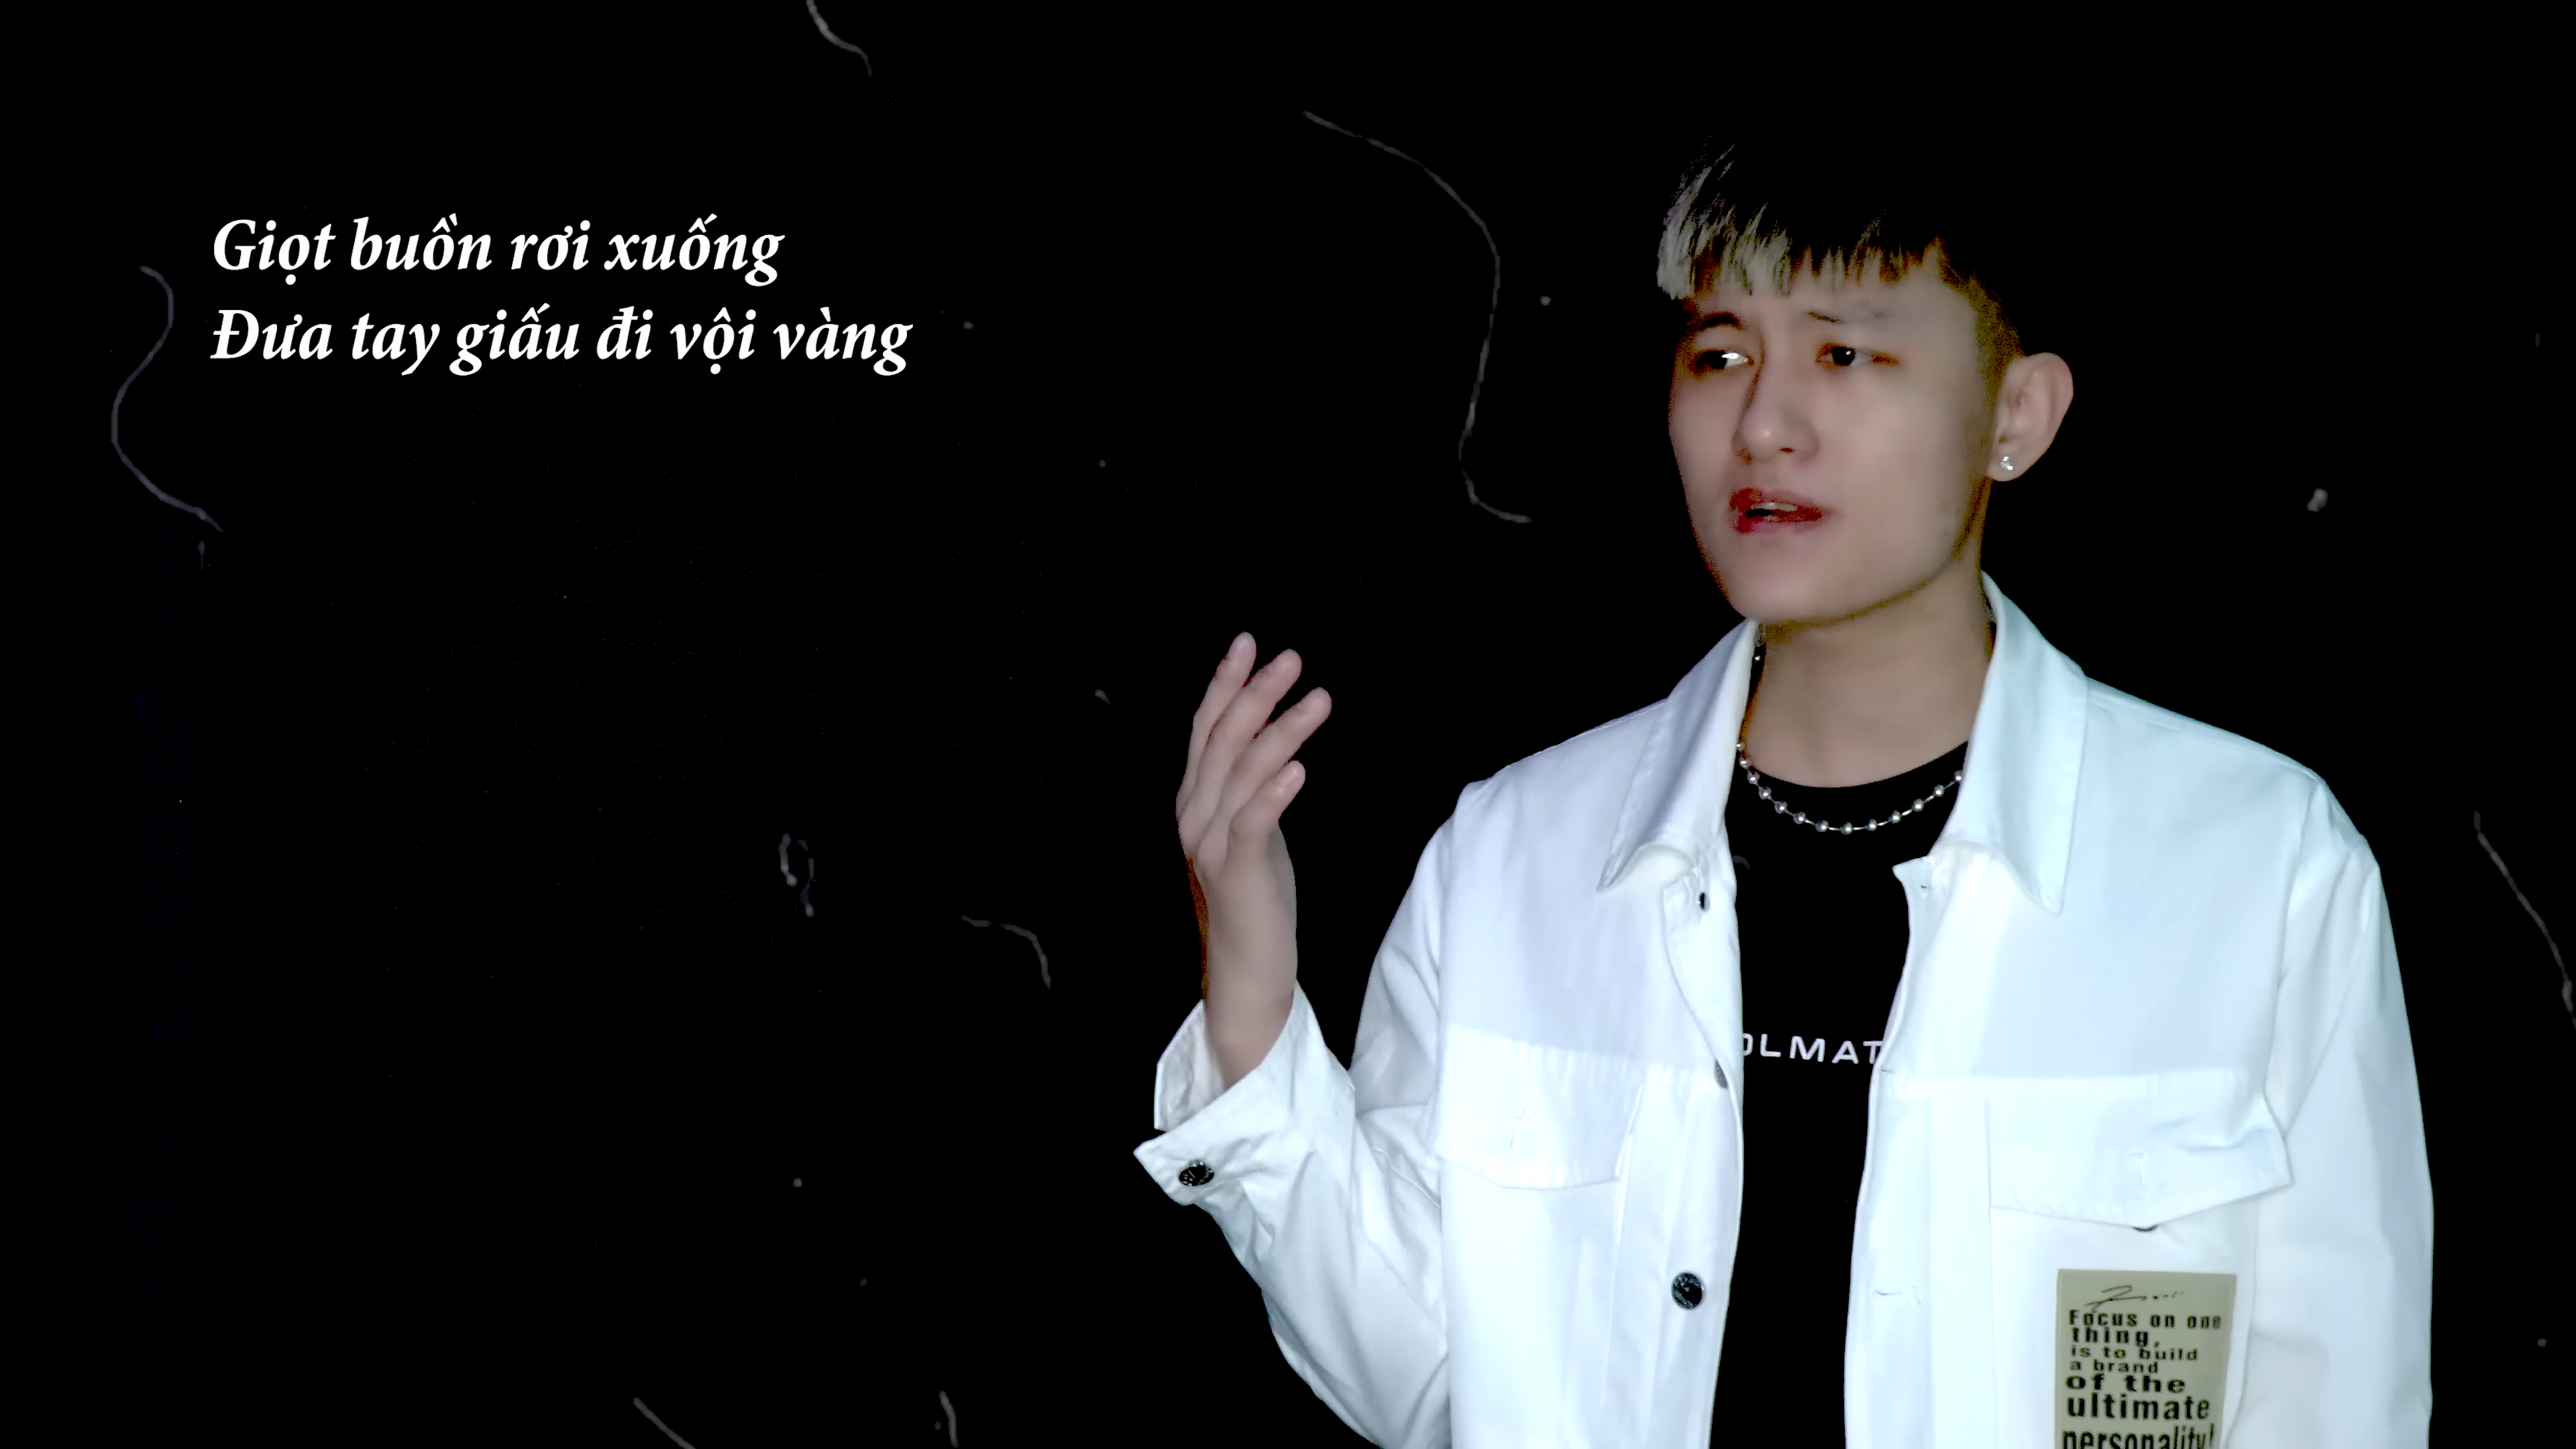 Giọt buồn rơi xuống
Đưa tay giấu đi vội vàng
OLMAT
Focus on one
thing,
is to build
a brand
of the
ultimate
personality!